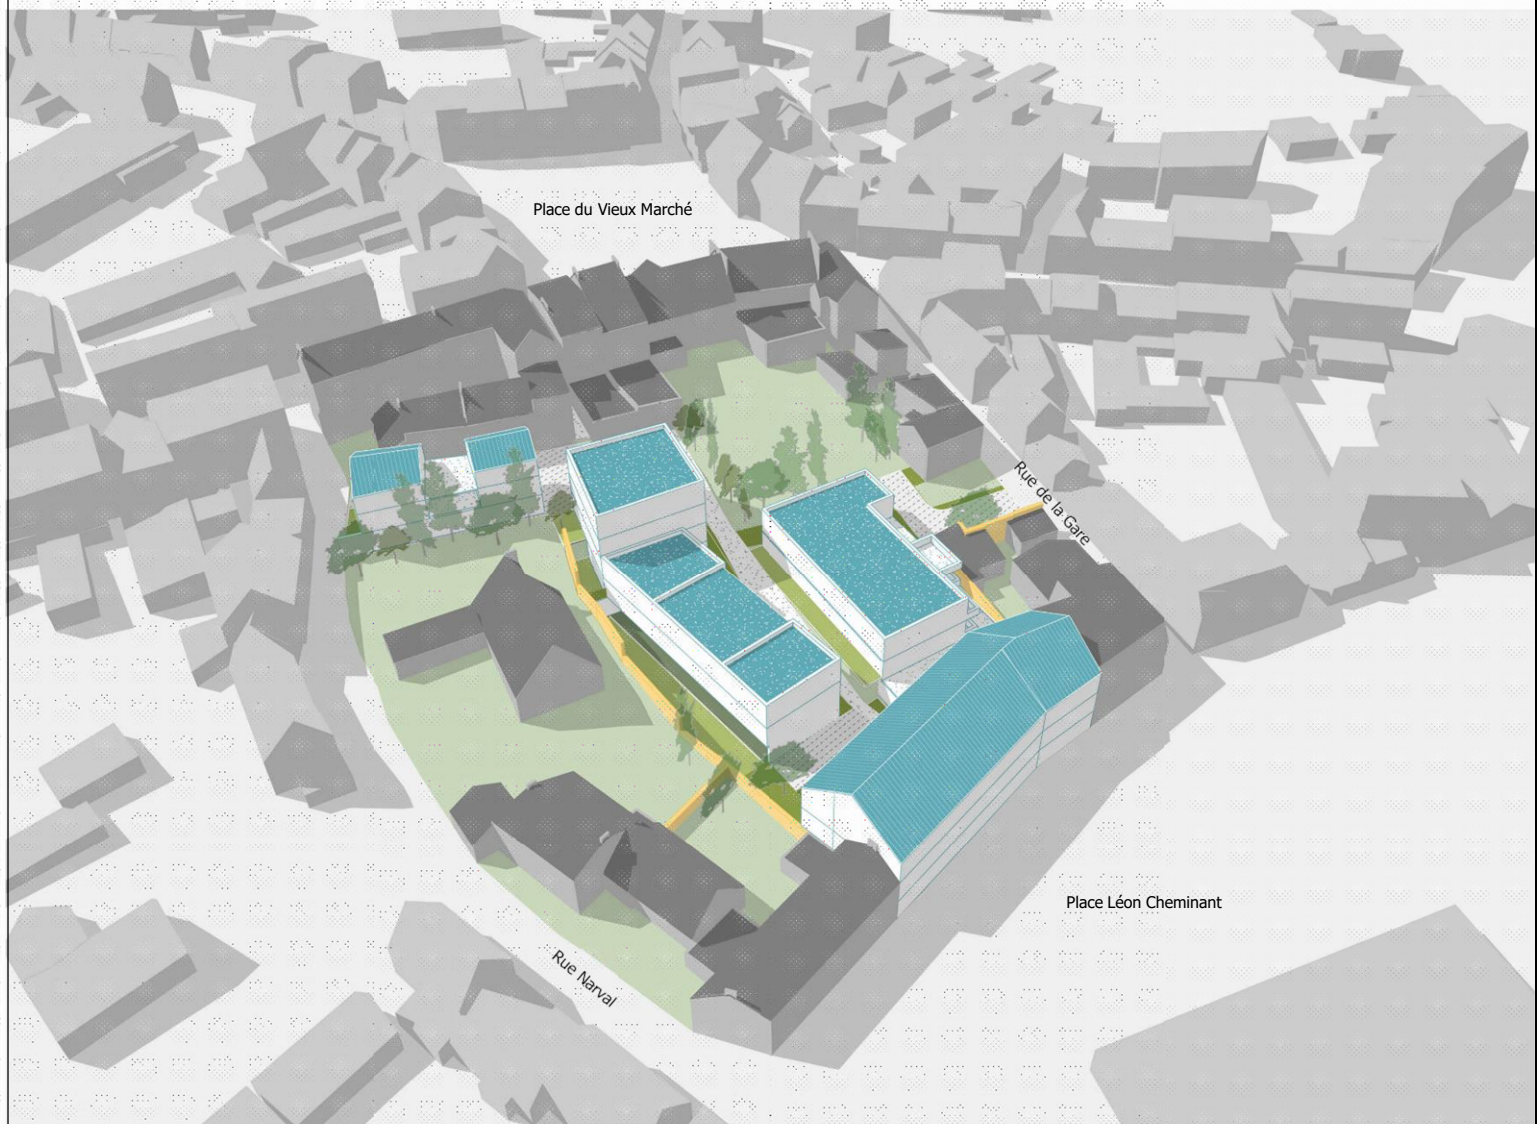 Place du Vieux Marché
Rue de la Gare
Place Léon Cheminant
Rue Narval